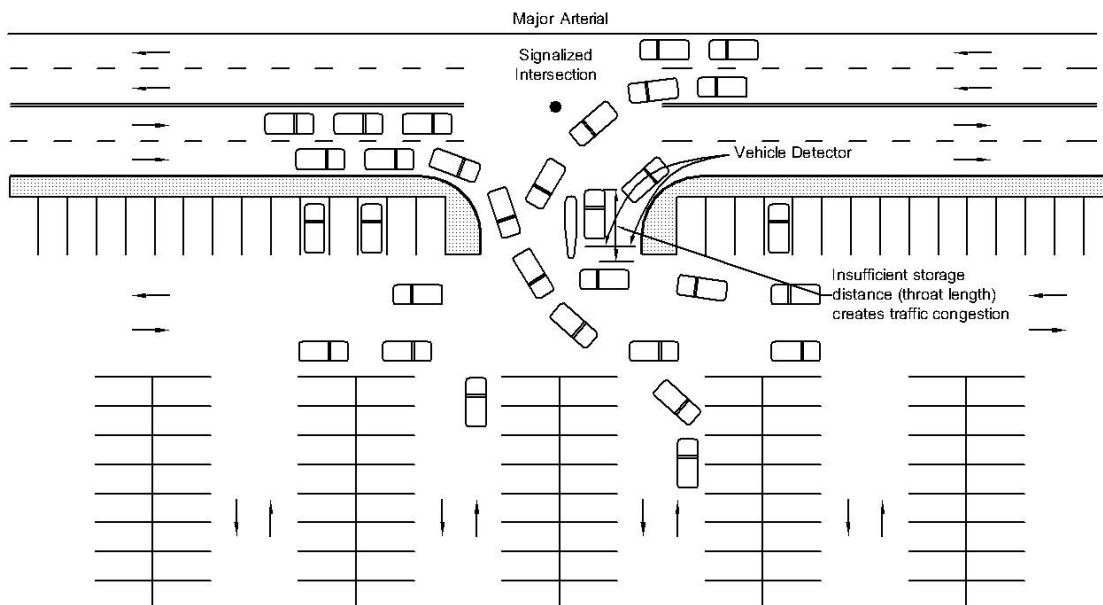 Major Arterial
Signalized
Intersection
Vehicle Detector
Insufficient storage
distance (throat length)
creates traffic congestion